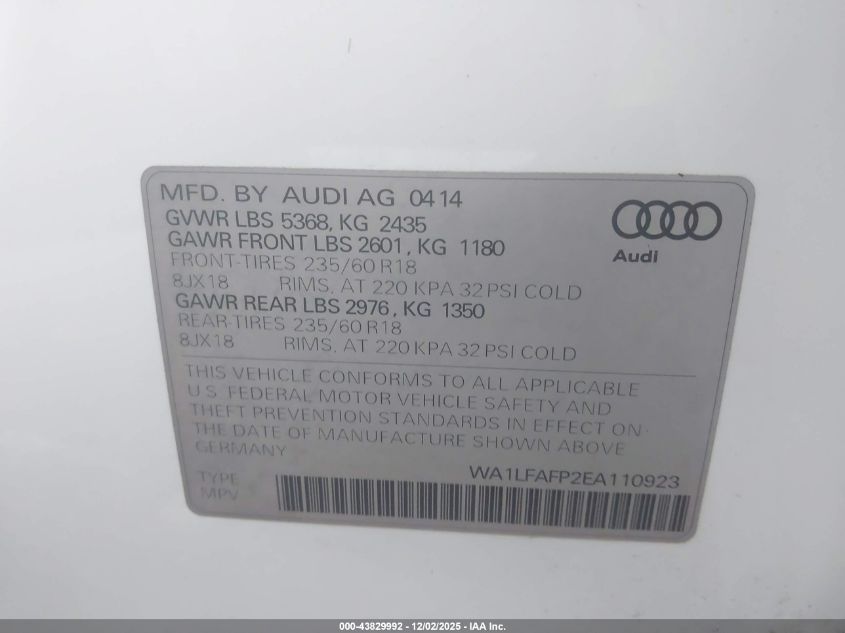 MFD. BY AUDI AG 0414
GVWR LBS 5368, KG 2435
GAWR FRONT LBS 2601, KG 1180
FRONT-TIRES 235/60 R18
8JX18 RIMS, AT 220 KPA 32 PSI COLD
GAWR REAR LBS 2976, KG 1350
REAR-TIRES 235/60 R18
8JX18 RIMS, AT 220 KPA 32 PSI COLD
Audi
THIS VEHICLE CONFORMS TO ALL APPLICABLE
U.S. FEDERAL MOTOR VEHICLE SAFETY AND
THEFT PREVENTION STANDARDS IN EFFECT ON
THE DATE OF MANUFACTURE SHOWN ABOVE
GERMANY
WA1LFAFP2EA110923
TYPE
MPV
000-43829992 - 12/02/2025 - IAA Inc.